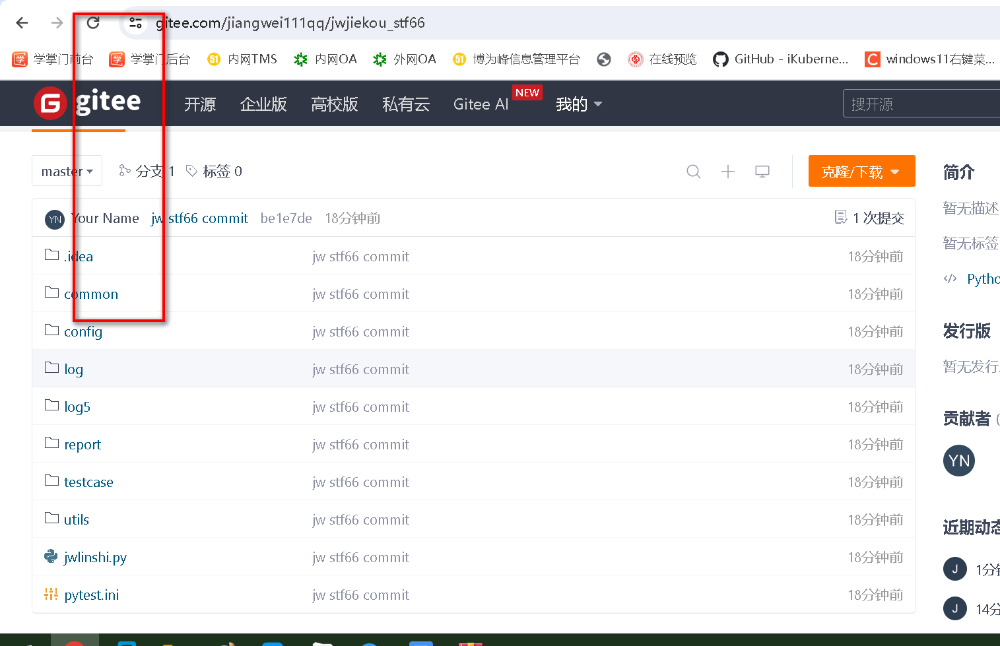 gitee.com/jiangwei111qq/jwjiekou_stf66
学掌门前台 学掌门后台 51 内网TMS 内网OA 外网OA 51 博为峰信息管理平台 在线预览 GitHub - iKuberne... windows11右键菜...
gitee 开源 企业版 高校版 私有云 Gitee AI NEW 我的 搜开源
master 分支 1 标签 0 克隆/下载 简介
暂无描述
YN Your Name jw stf66 commit be1e7de 18分钟前 1 次提交
暂无标签
.idea jw stf66 commit 18分钟前
</> Pytho
common jw stf66 commit 18分钟前
config jw stf66 commit 18分钟前
发行版
log jw stf66 commit 18分钟前
暂无发行
log5 jw stf66 commit 18分钟前
贡献者 (
report jw stf66 commit 18分钟前
YN
testcase jw stf66 commit 18分钟前
utils jw stf66 commit 18分钟前
近期动态
jwlinshi.py jw stf66 commit 18分钟前
J 1分钟
pytest.ini jw stf66 commit 18分钟前
J 14分